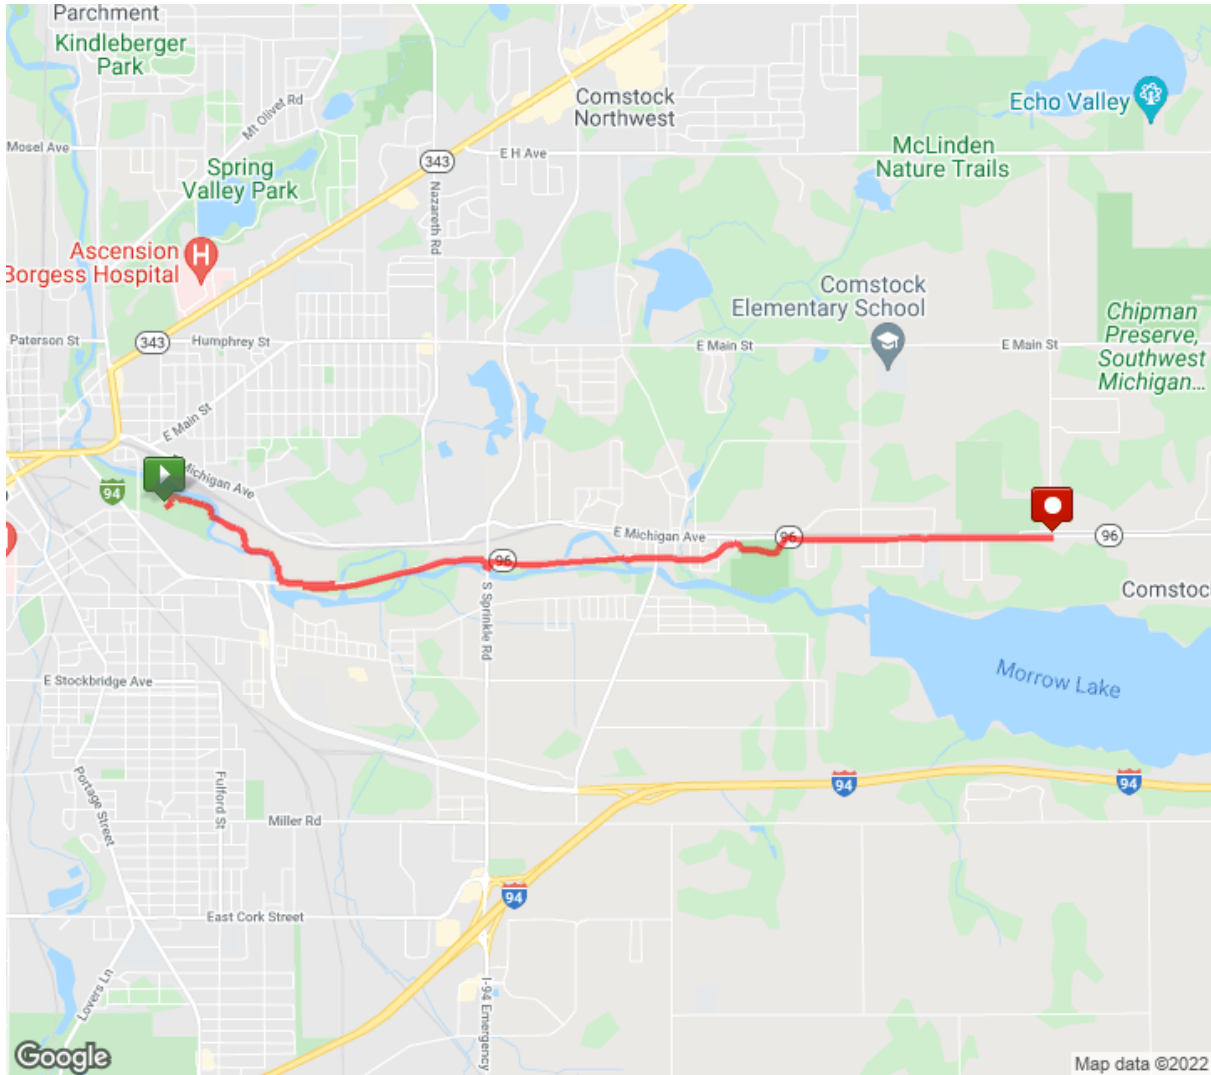 Parchment
Kindleberger
Park
Mt Olivet Rd
Mosel Ave
Spring
Valley Park
343
Nazareth Rd
E H Ave
Comstock
Northwest
McLinden
Nature Trails
Echo Valley
Ascension
Borgess Hospital
H
Paterson St
343
Humphrey St
E Main St
Comstock
Elementary School
E Main St
E Main St
Chipman
Preserve,
Southwest
Michigan...
Michigan Ave
94
E Michigan Ave
96
96
96
S Sprinkle Rd
Comstoc
Morrow Lake
E Stockbridge Ave
Portage Street
Fulford St
Miller Rd
94
94
94
East Cork Street
Lovers Ln
I-94 Emergency
Google
Map data ©2022